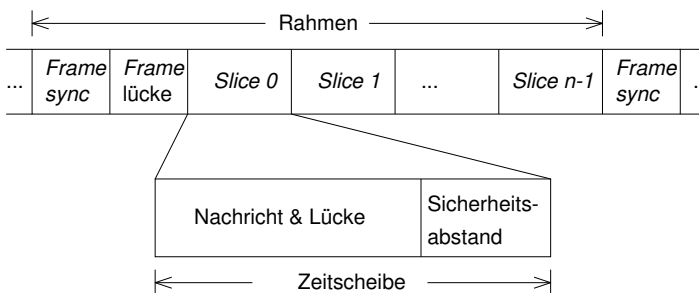 Rahmen
... Frame sync Frame lücke Slice 0 Slice 1 ... Slice n-1 Frame sync .
Nachricht & Lücke Sicherheits-
abstand
Zeitscheibe